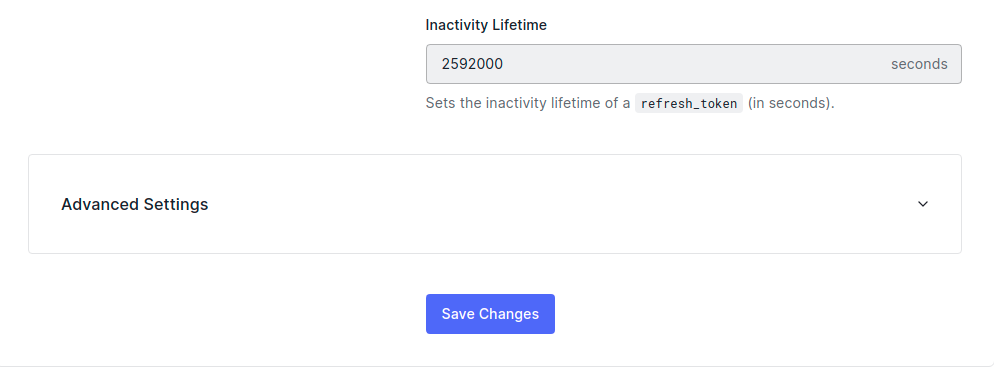 Inactivity Lifetime
2592000 seconds
Sets the inactivity lifetime of a refresh_token (in seconds).
Advanced Settings
Save Changes